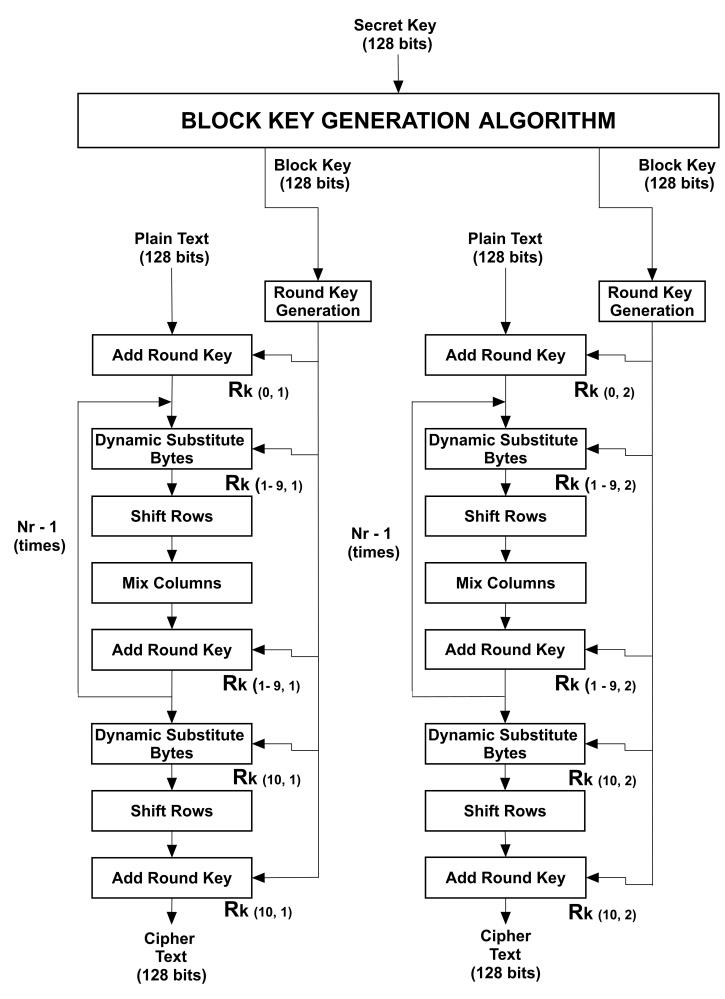 Secret Key
(128 bits)
BLOCK KEY GENERATION ALGORITHM
Block Key
(128 bits)
Plain Text
(128 bits)
Round Key
Generation
Add Round Key
Rk (0, 1)
Dynamic Substitute
Bytes
Rk (1- 9, 1)
Shift Rows
Nr - 1
(times)
Mix Columns
Add Round Key
Rk (1- 9, 1)
Dynamic Substitute
Bytes
Rk (10, 1)
Shift Rows
Add Round Key
Rk (10, 1)
Cipher
Text
(128 bits)
Block Key
(128 bits)
Plain Text
(128 bits)
Round Key
Generation
Add Round Key
Rk (0, 2)
Dynamic Substitute
Bytes
Rk (1 - 9, 2)
Shift Rows
Nr - 1
(times)
Mix Columns
Add Round Key
Rk (1 - 9, 2)
Dynamic Substitute
Bytes
Rk (10, 2)
Shift Rows
Add Round Key
Rk (10, 2)
Cipher
Text
(128 bits)